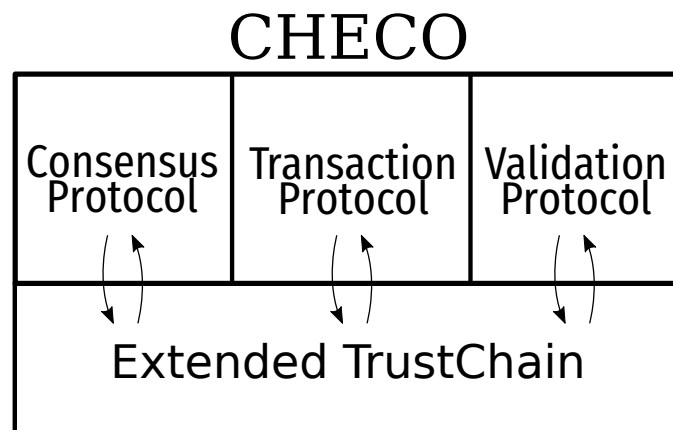 CHECO
Consensus
Protocol
Transaction
Protocol
Validation
Protocol
Extended TrustChain